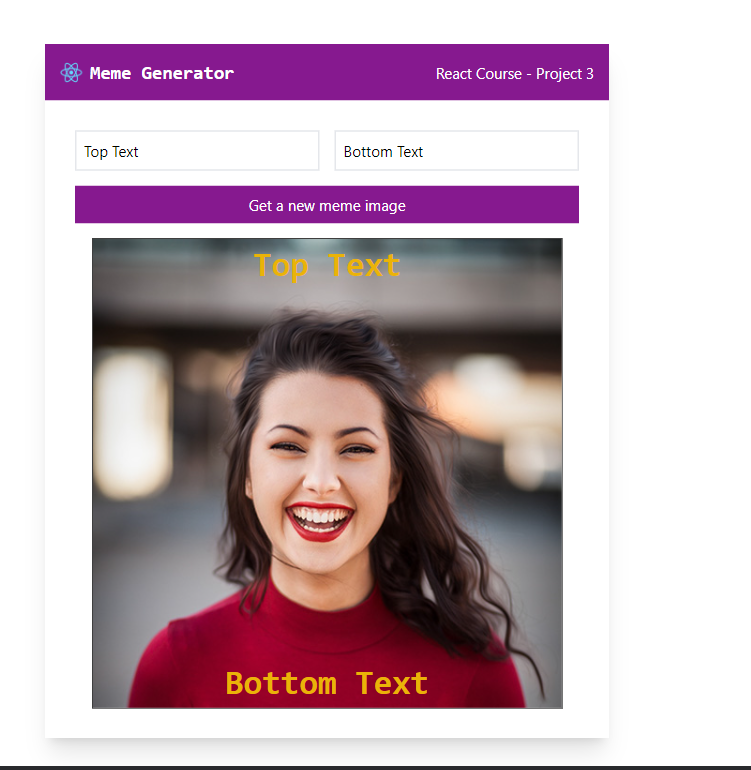 Meme Generator
React Course - Project 3
Top Text
Bottom Text
Get a new meme image
Top Text
Bottom Text